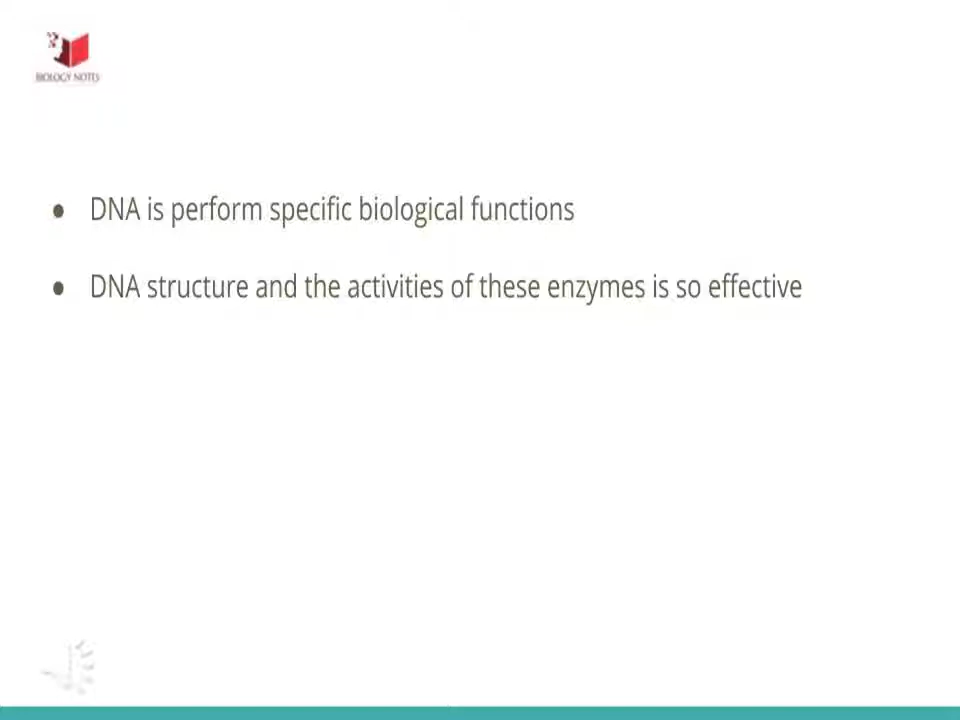 BIOLOGY NOTES
• DNA is perform specific biological functions
• DNA structure and the activities of these enzymes is so effective